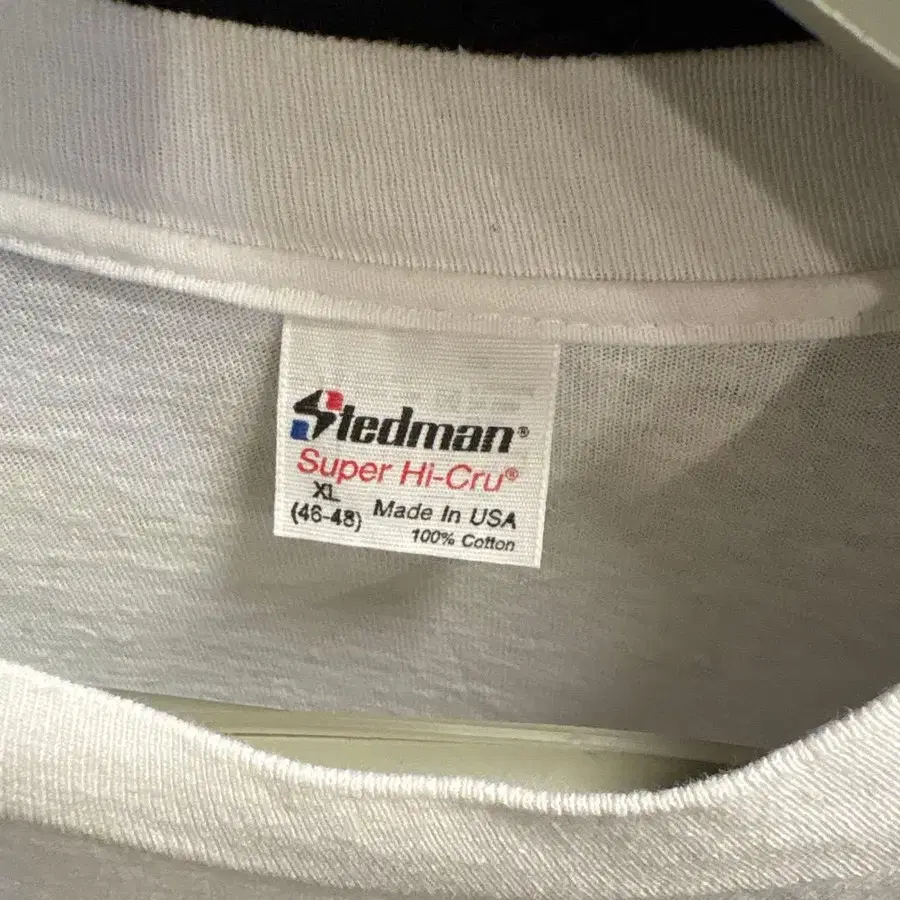 Stedman®
Super Hi-Cru®
XL
(46-48) Made In USA
100% Cotton